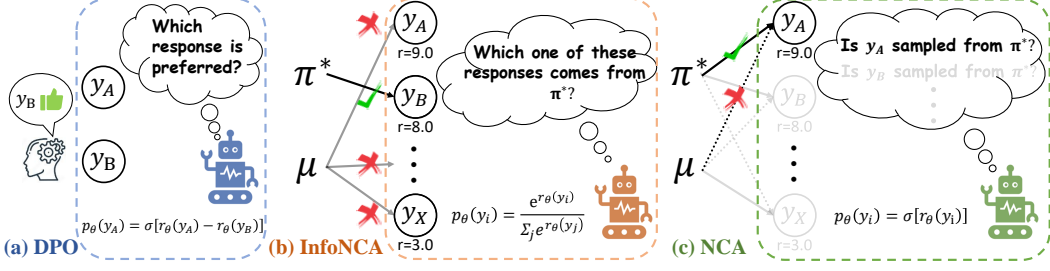 Which
response is
preferred?
y_B
y_A
y_B
p_θ(y_A) = σ[r_θ(y_A) − r_θ(y_B)]
(a) DPO
π*
μ
y_A
r=9.0
y_B
r=8.0
y_X
r=3.0
Which one of these
responses comes from
π*?
p_θ(y_i) = e^{r_θ(y_i)} / Σ_j e^{r_θ(y_j)}
(b) InfoNCA
π*
μ
y_A
r=9.0
y_B
r=8.0
y_X
r=3.0
Is y_A sampled from π*?
Is y_B sampled from π*?
p_θ(y_i) = σ[r_θ(y_i)]
(c) NCA